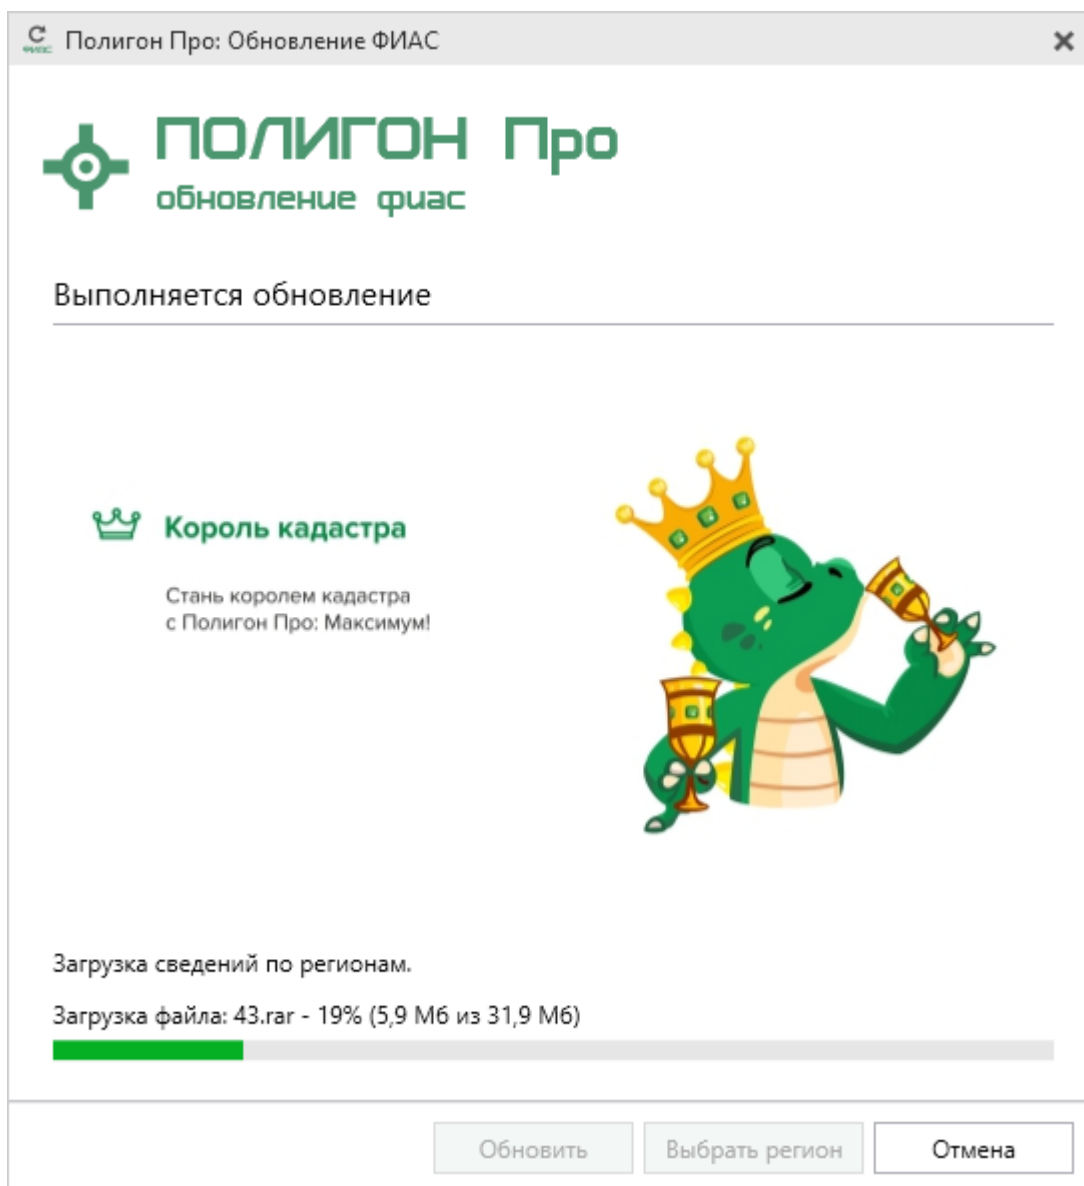 ФИАС
Полигон Про: Обновление ФИАС
ПОЛИГОН Про
обновление фиас
Выполняется обновление
Король кадастра
Стань королем кадастра
с Полигон Про: Максимум!
Загрузка сведений по регионам.
Загрузка файла: 43.rar - 19% (5,9 Мб из 31,9 Мб)
Обновить
Выбрать регион
Отмена